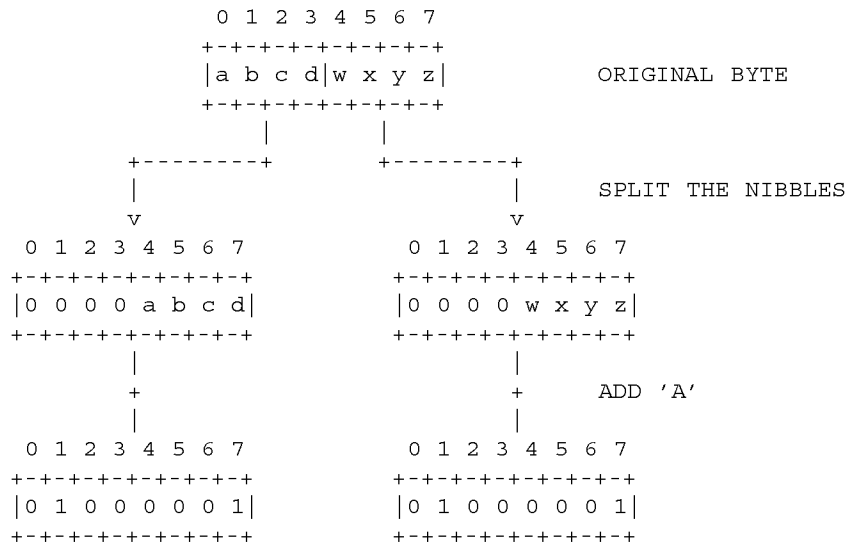 0 1 2 3 4 5 6 7
+-+-+-+-+-+-+-+-+
|a b c d|w x y z| ORIGINAL BYTE
+-+-+-+-+-+-+-+-+
| |
+--------+ +--------+
| | SPLIT THE NIBBLES
v v
0 1 2 3 4 5 6 7 0 1 2 3 4 5 6 7
+-+-+-+-+-+-+-+-+ +-+-+-+-+-+-+-+-+
|0 0 0 0 a b c d| |0 0 0 0 w x y z|
+-+-+-+-+-+-+-+-+ +-+-+-+-+-+-+-+-+
| |
+ + ADD 'A'
| |
0 1 2 3 4 5 6 7 0 1 2 3 4 5 6 7
+-+-+-+-+-+-+-+-+ +-+-+-+-+-+-+-+-+
|0 1 0 0 0 0 0 1| |0 1 0 0 0 0 0 1|
+-+-+-+-+-+-+-+-+ +-+-+-+-+-+-+-+-+